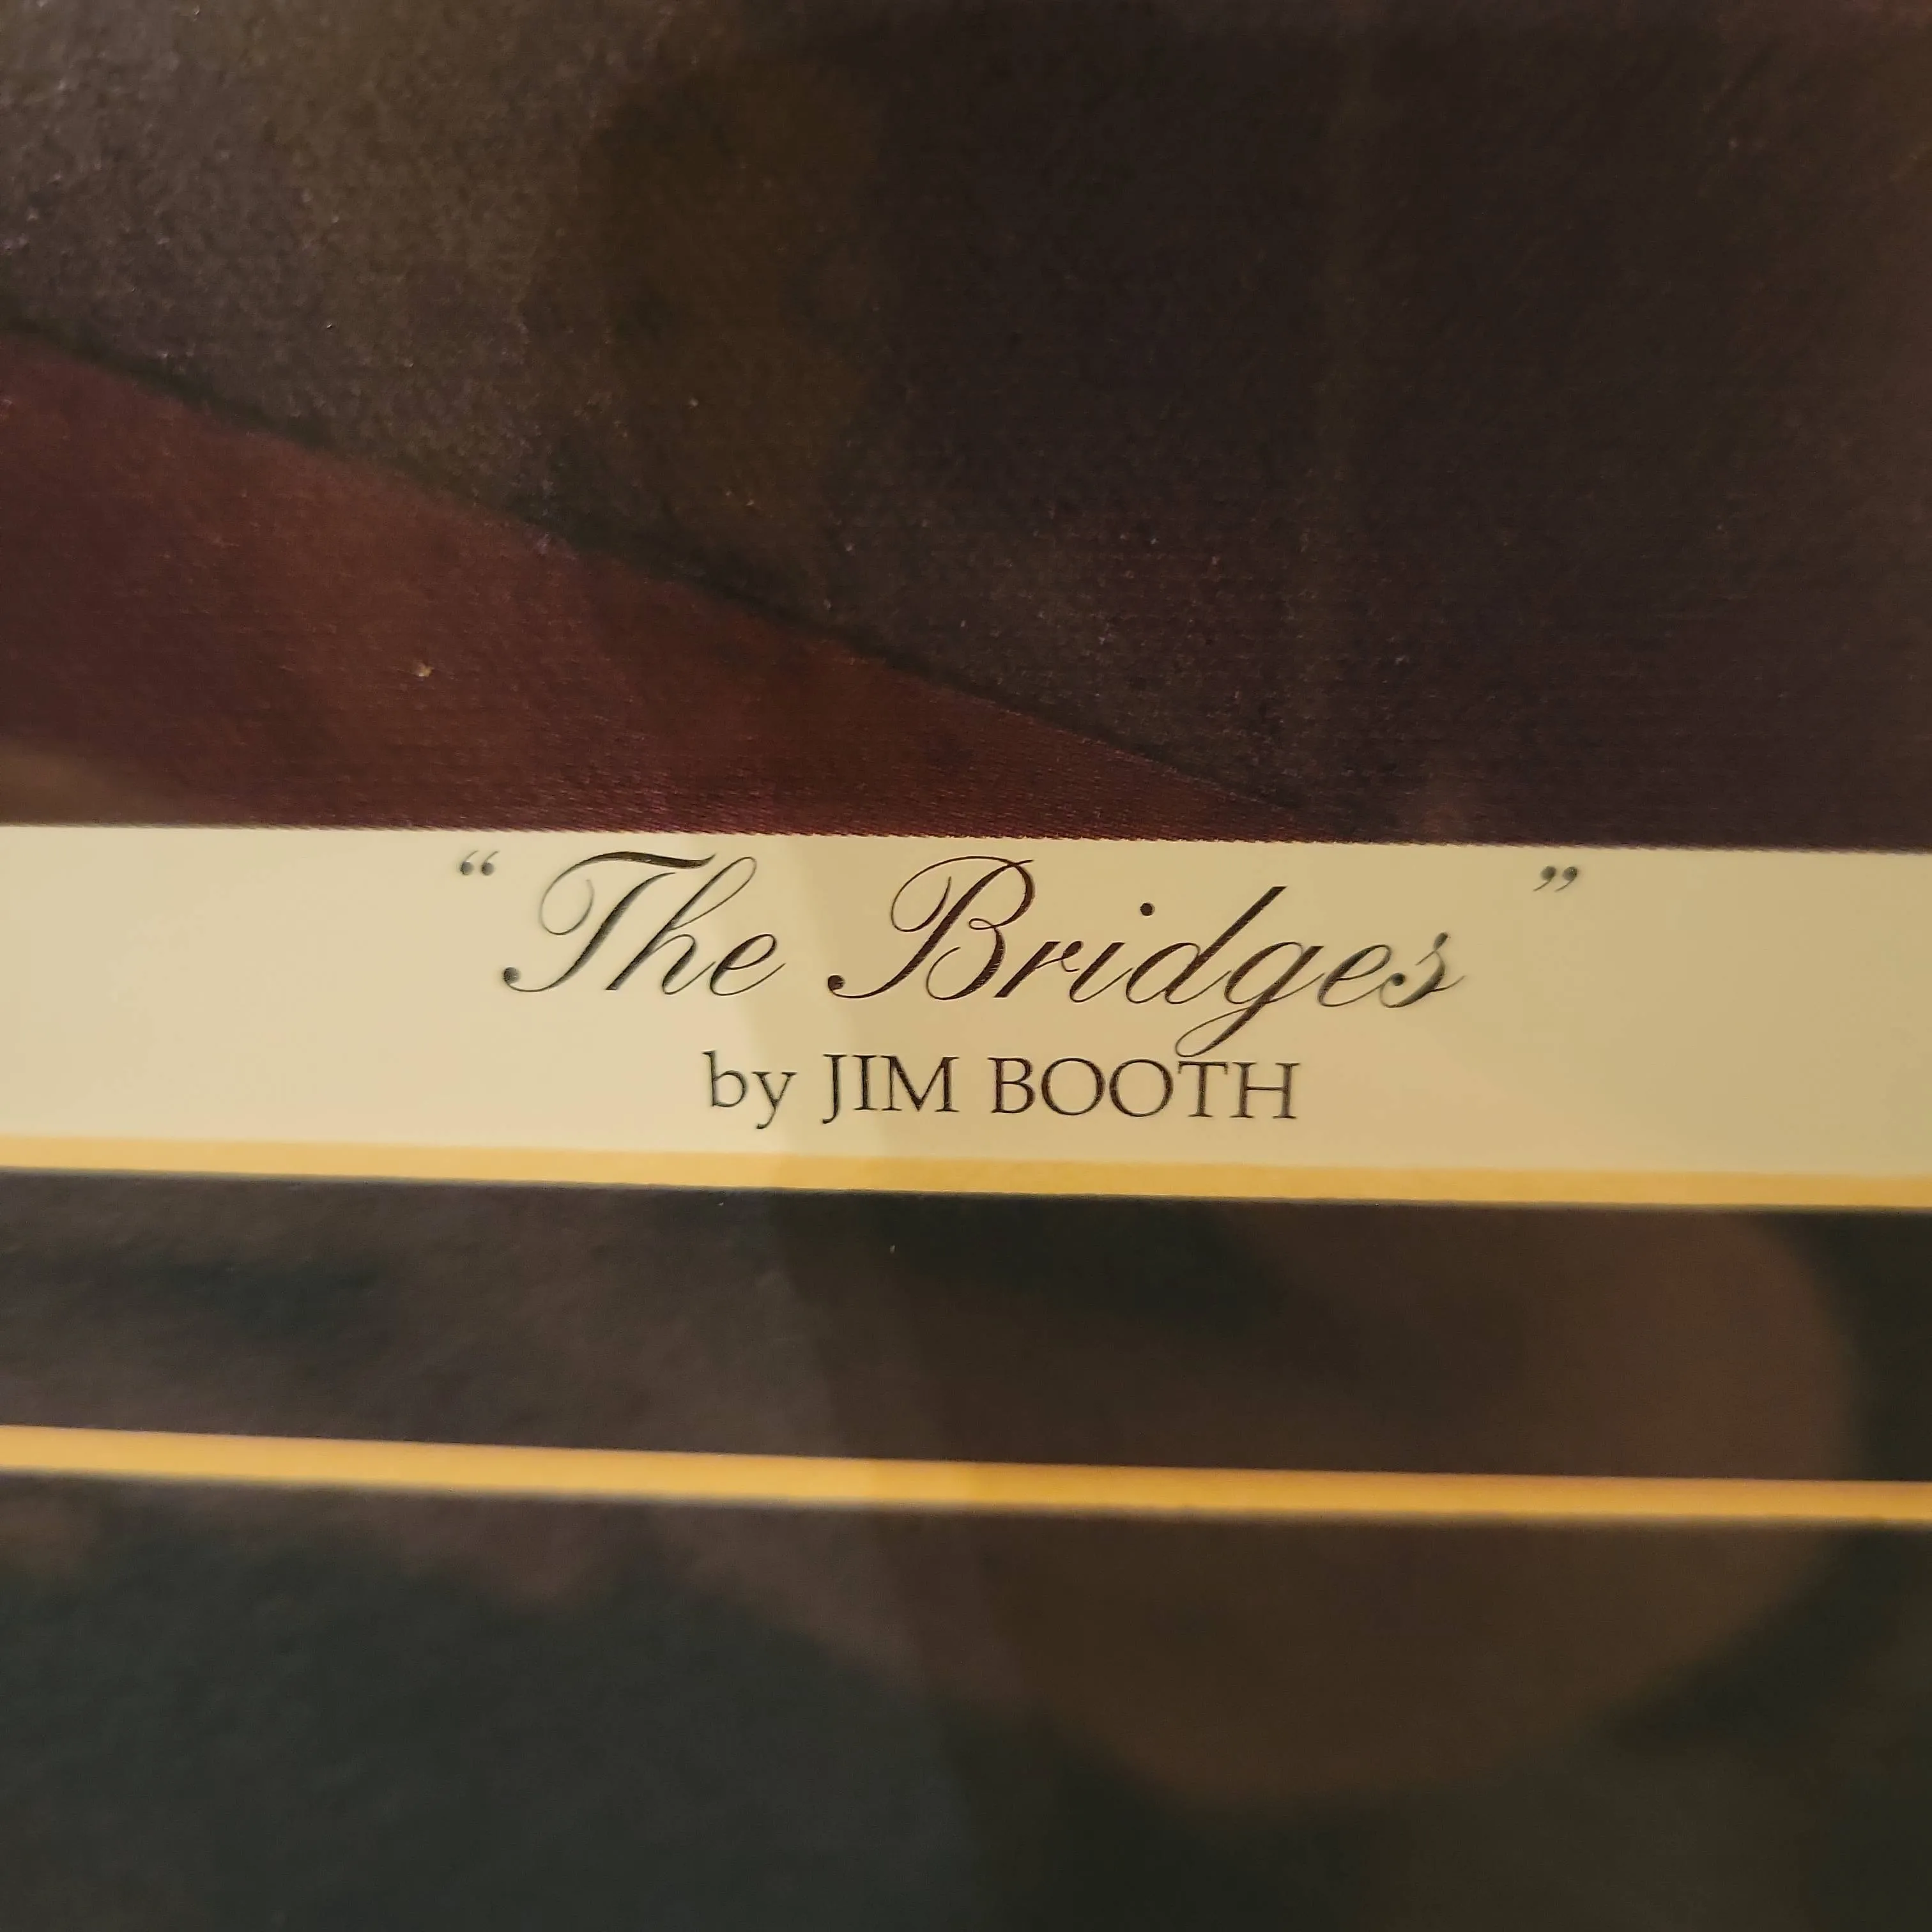 “The Bridges”
by JIM BOOTH